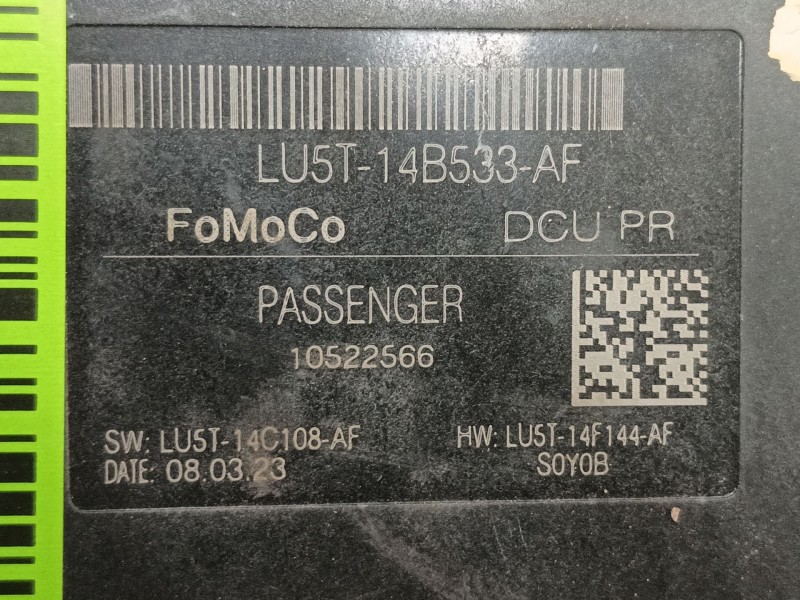 LU5T-14B533-AF
FoMoCo DCU PR
PASSENGER
10522566
SW: LU5T-14C108-AF HW: LU5T-14F144-AF
DATE: 08.03.23 S0Y0B